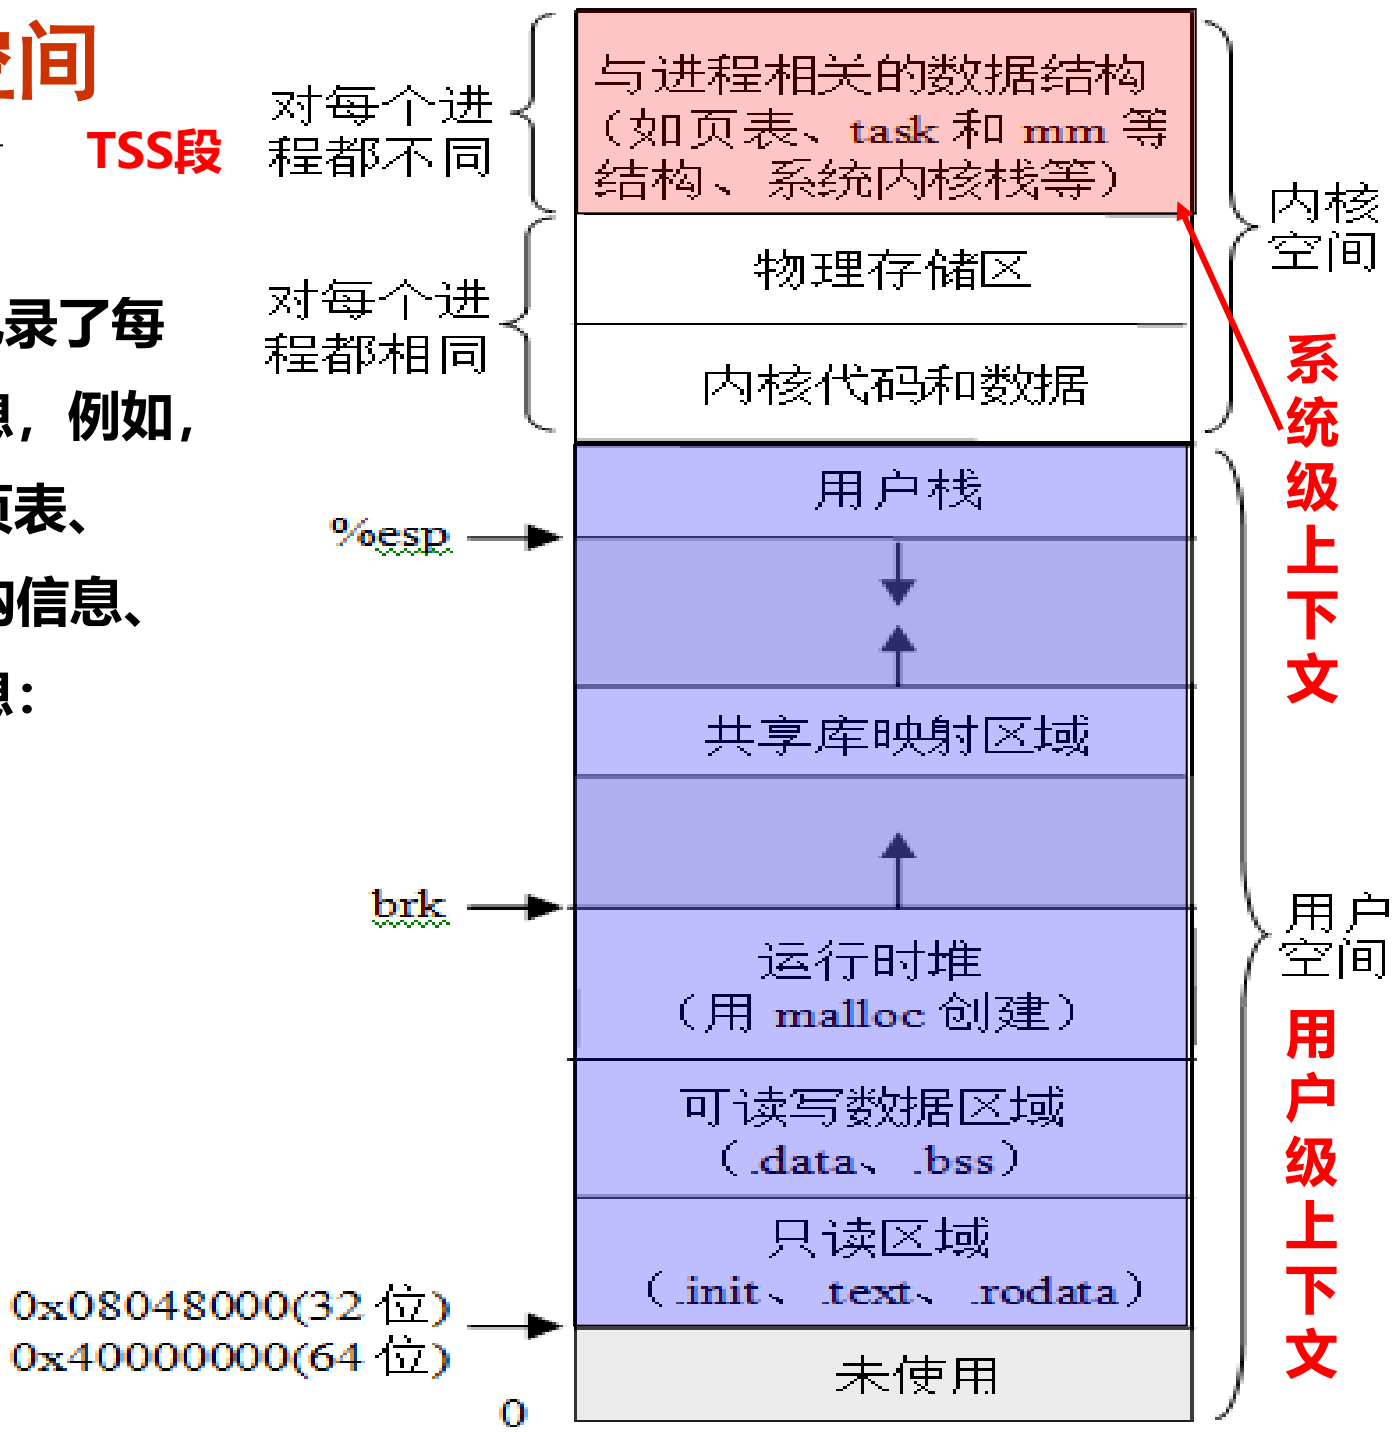 空间
TSS段
录了每
息，例如，
页表、
的信息、
息：
对每个进
程都不同
对每个进
程都相同
与进程相关的数据结构
（如页表、task 和 mm 等
结构、系统内核栈等）
物理存储区
内核代码和数据
内核
空间
系统级上下文
用户栈
%esp
共享库映射区域
brk
运行时堆
（用 malloc 创建）
可读写数据区域
（.data、.bss）
只读区域
（.init、.text、.rodata）
未使用
用户
空间
用户级上下文
0x08048000(32 位)
0x40000000(64 位)
0